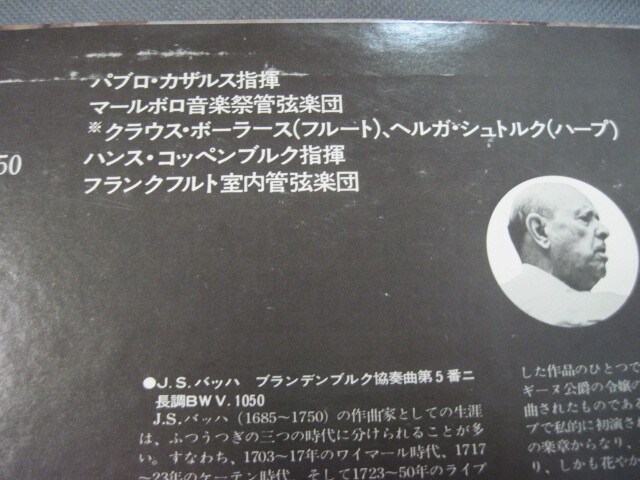 パブロ・カザルス指揮
マールボロ音楽祭管弦楽団
※クラウス・ポーラース(フルート)、ヘルガ・シュトルク(ハープ)
ハンス・コッペンブルク指揮
フランクフルト室内管弦楽団
50
●J.S.バッハ ブランデンブルク協奏曲第5番ニ
長調BWV.1050
J.S.バッハ(1685〜1750)の作曲家としての生涯
は、ふつうつぎの三つの時代に分けられることが多
い。すなわち、1703〜17年のワイマール時代、1717
〜23年のケーテン時代、そして1723〜50年のライプ
した作品のひとつで
ギーヌ公爵の令嬢の
曲されたものである
プで私的に初演され
の楽章からなり、
り、しかも花やか